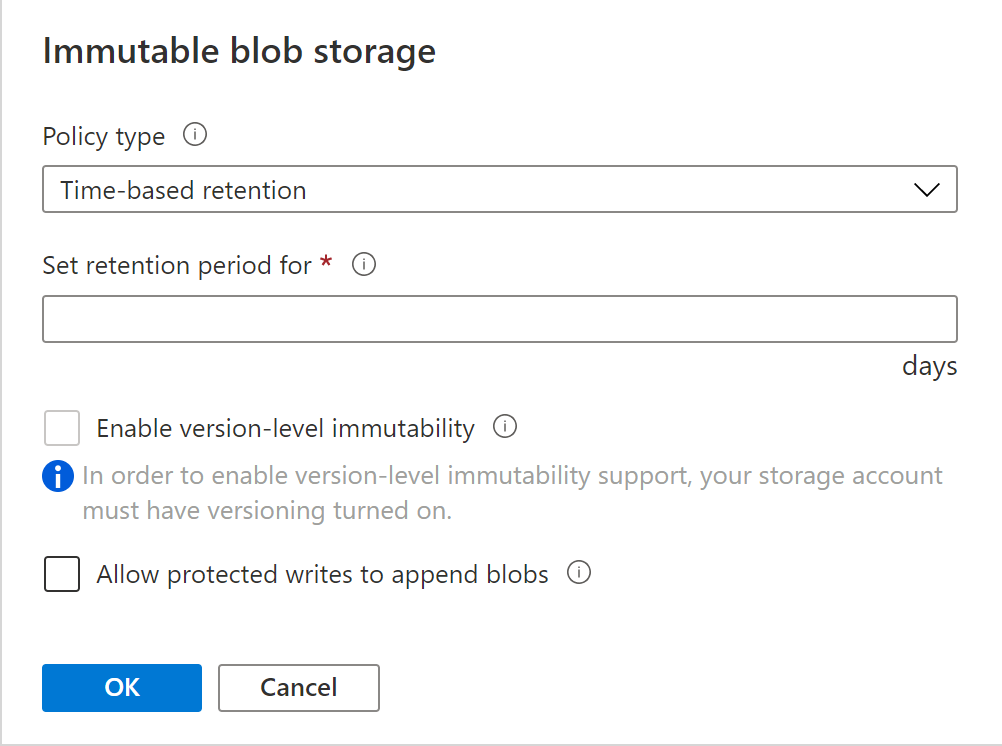 Immutable blob storage
Policy type
Time-based retention
Set retention period for *
days
Enable version-level immutability
In order to enable version-level immutability support, your storage account
must have versioning turned on.
Allow protected writes to append blobs
OK
Cancel